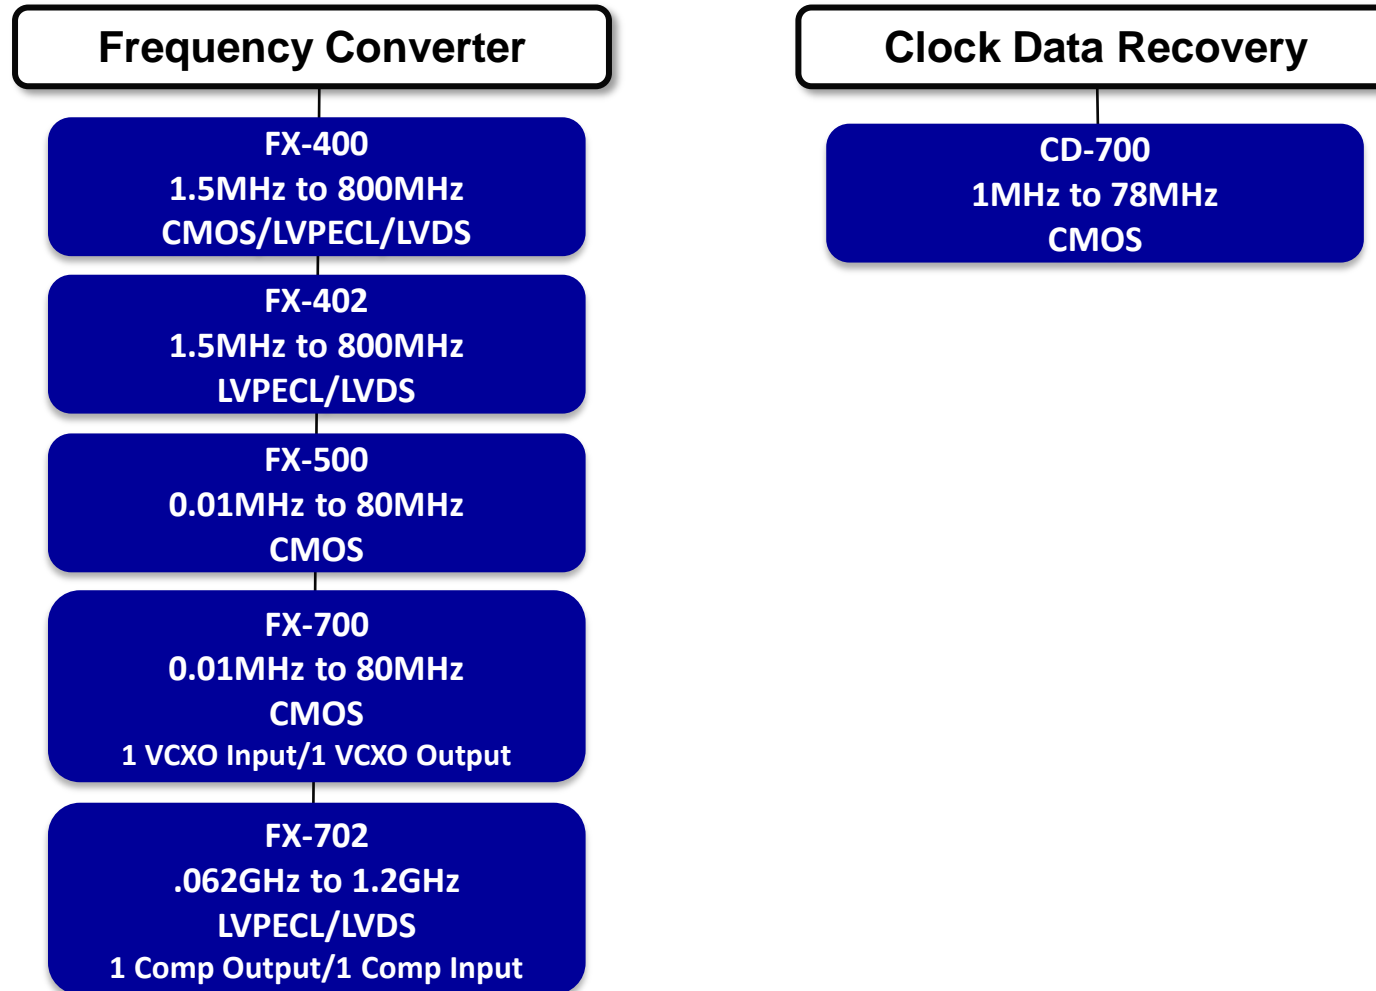 Frequency Converter
FX-400
1.5MHz to 800MHz
CMOS/LVPECL/LVDS
FX-402
1.5MHz to 800MHz
LVPECL/LVDS
FX-500
0.01MHz to 80MHz
CMOS
FX-700
0.01MHz to 80MHz
CMOS
1 VCXO Input/1 VCXO Output
FX-702
.062GHz to 1.2GHz
LVPECL/LVDS
1 Comp Output/1 Comp Input
Clock Data Recovery
CD-700
1MHz to 78MHz
CMOS